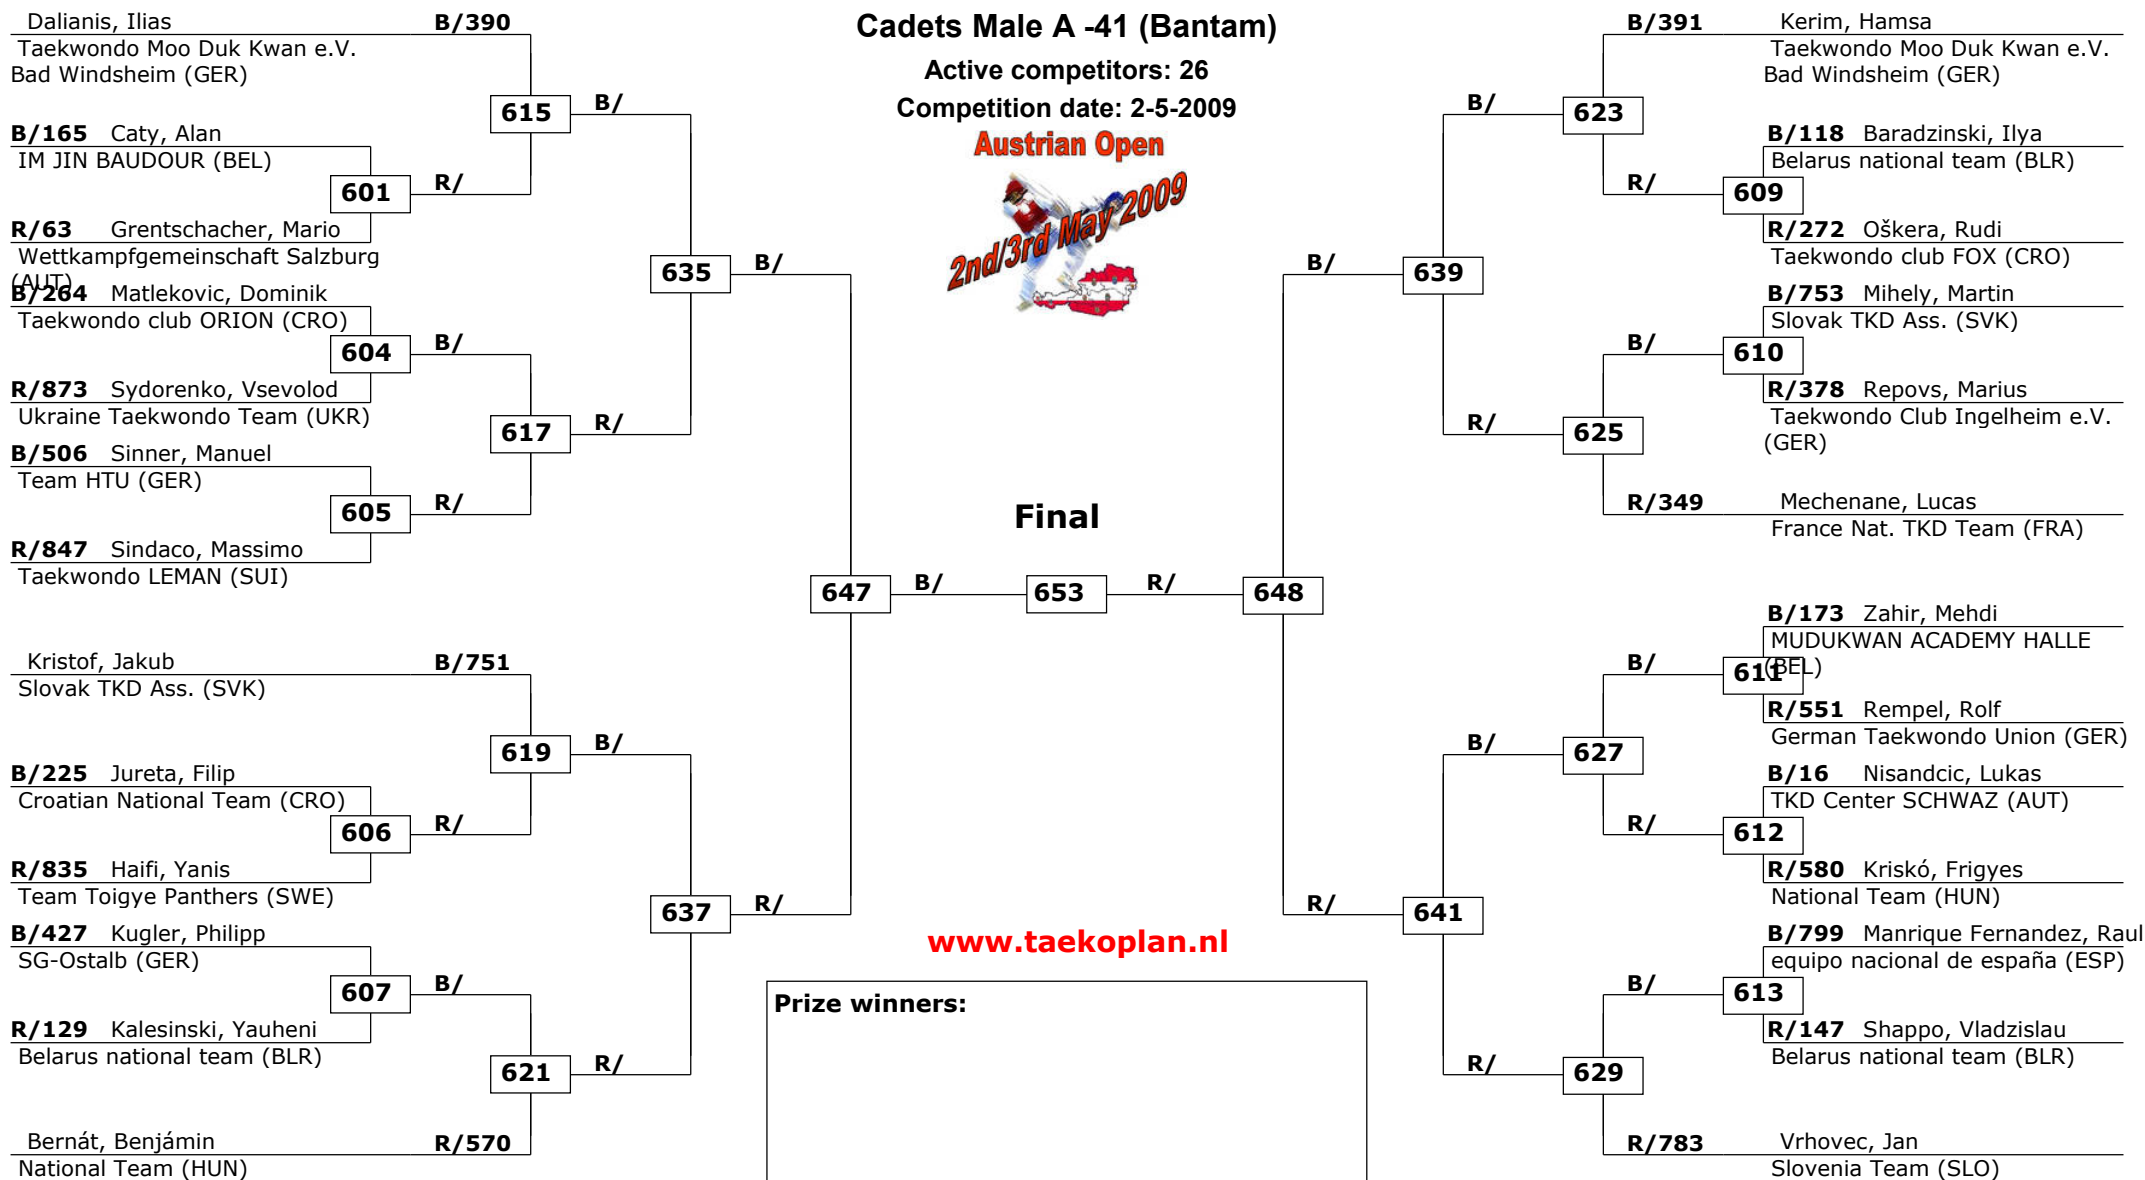 Cadets Male A -41 (Bantam)
Active competitors: 26
Competition date: 2-5-2009
Austrian Open
2nd/3rd May 2009
Dalianis, Ilias B/390
Taekwondo Moo Duk Kwan e.V.
Bad Windsheim (GER)
615 B/
B/165 Caty, Alan
IM JIN BAUDOUR (BEL)
601 R/
R/63 Grentschacher, Mario
Wettkampfgemeinschaft Salzburg
(AUT)
635 B/
B/264 Matlekovic, Dominik
Taekwondo club ORION (CRO)
604 B/
R/873 Sydorenko, Vsevolod
Ukraine Taekwondo Team (UKR)
617 R/
B/506 Sinner, Manuel
Team HTU (GER)
605 R/
R/847 Sindaco, Massimo
Taekwondo LEMAN (SUI)
Final
647 B/ 653 R/ 648
Kristof, Jakub B/751
Slovak TKD Ass. (SVK)
619 B/
B/225 Jureta, Filip
Croatian National Team (CRO)
606 R/
R/835 Haifi, Yanis
Team Toigye Panthers (SWE)
637 R/
B/427 Kugler, Philipp
SG-Ostalb (GER)
607 B/
R/129 Kalesinski, Yauheni
Belarus national team (BLR)
621 R/
Bernát, Benjámin R/570
National Team (HUN)
B/391 Kerim, Hamsa
Taekwondo Moo Duk Kwan e.V.
Bad Windsheim (GER)
B/ 623
B/118 Baradzinski, Ilya
Belarus national team (BLR)
R/ 609
R/272 Oškera, Rudi
Taekwondo club FOX (CRO)
B/ 639
B/753 Mihely, Martin
Slovak TKD Ass. (SVK)
B/ 610
R/378 Repovs, Marius
Taekwondo Club Ingelheim e.V.
(GER)
R/ 625
R/349 Mechenane, Lucas
France Nat. TKD Team (FRA)
B/173 Zahir, Mehdi
MUDUKWAN ACADEMY HALLE
(BEL)
B/ 611
R/551 Rempel, Rolf
German Taekwondo Union (GER)
B/ 627
B/16 Nisandcic, Lukas
TKD Center SCHWAZ (AUT)
R/ 612
R/580 Kriskó, Frigyes
National Team (HUN)
R/ 641
B/799 Manrique Fernandez, Raul
equipo nacional de españa (ESP)
B/ 613
R/147 Shappo, Vladzislau
Belarus national team (BLR)
R/ 629
R/783 Vrhovec, Jan
Slovenia Team (SLO)
www.taekoplan.nl
Prize winners: